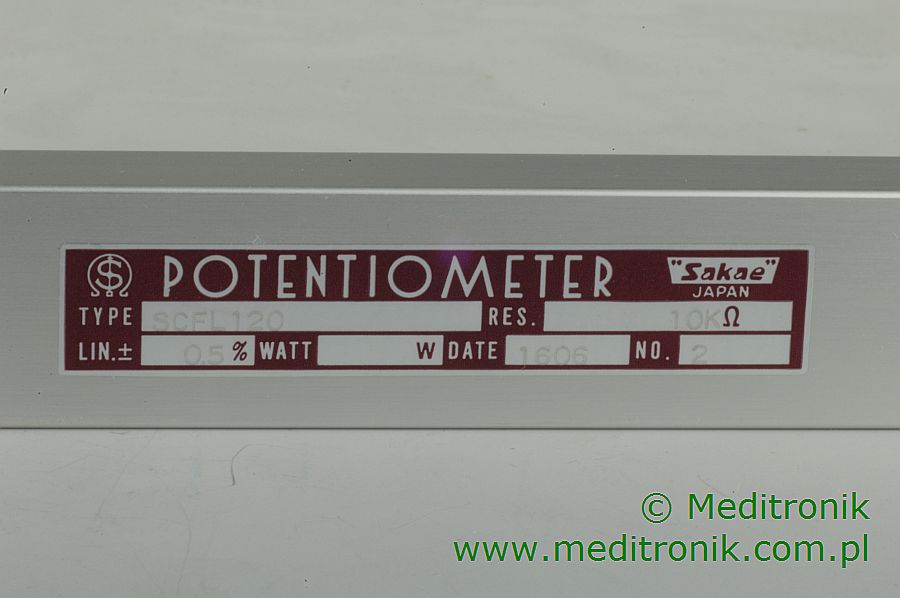 POTENTIOMETER "Sakae"
JAPAN
TYPE SCFL120 RES. 10KΩ
LIN.± 0.5% WATT W DATE 1606 NO. 2
© Meditronik
www.meditronik.com.pl